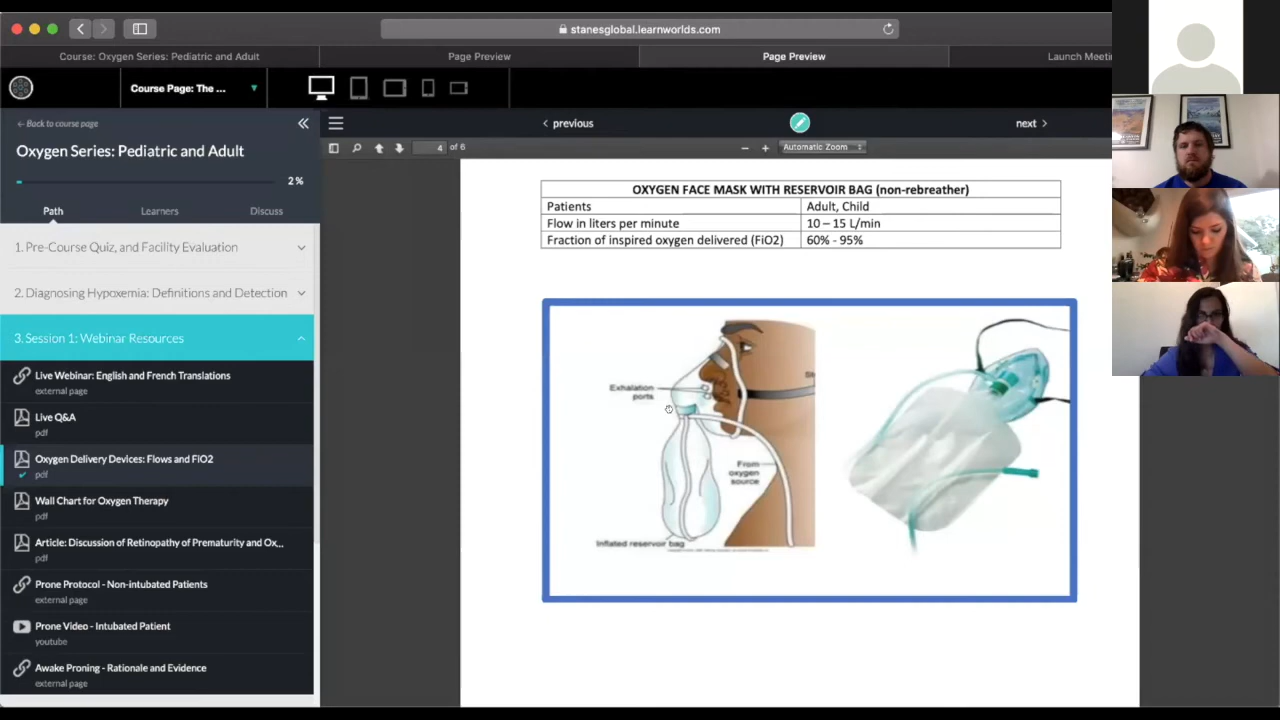 stanesglobal.learnworlds.com
Course: Oxygen Series: Pediatric and Adult
Page Preview
Page Preview
Launch Meeti
Course Page: The ...
← Back to course page
Oxygen Series: Pediatric and Adult
2%
Path
Learners
Discuss
1. Pre-Course Quiz, and Facility Evaluation
2. Diagnosing Hypoxemia: Definitions and Detection
3. Session 1: Webinar Resources
Live Webinar: English and French Translations
external page
Live Q&A
pdf
Oxygen Delivery Devices: Flows and FiO2
pdf
Wall Chart for Oxygen Therapy
pdf
Article: Discussion of Retinopathy of Prematurity and Ox...
pdf
Prone Protocol - Non-intubated Patients
external page
Prone Video - Intubated Patient
youtube
Awake Proning - Rationale and Evidence
external page
previous
next
4 of 6
Automatic Zoom
OXYGEN FACE MASK WITH RESERVOIR BAG (non-rebreather)
Patients Adult, Child
Flow in liters per minute 10 – 15 L/min
Fraction of inspired oxygen delivered (FiO2) 60% - 95%
Exhalation
ports
From
oxygen
source
Inflated reservoir bag